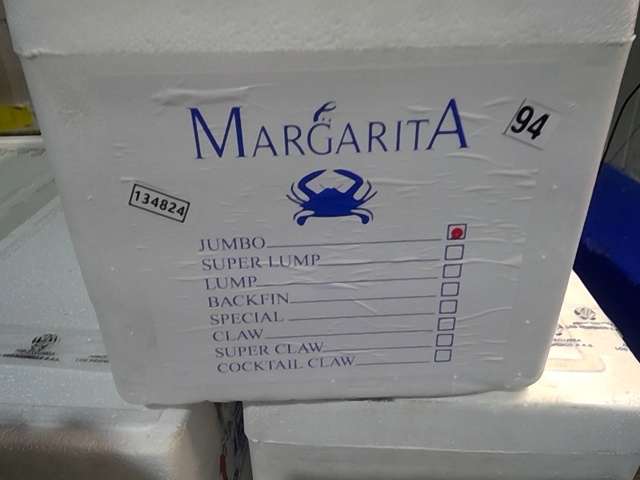 MARGARITA
94
134824
JUMBO
SUPER LUMP
LUMP
BACKFIN
SPECIAL
CLAW
SUPER CLAW
COCKTAIL CLAW